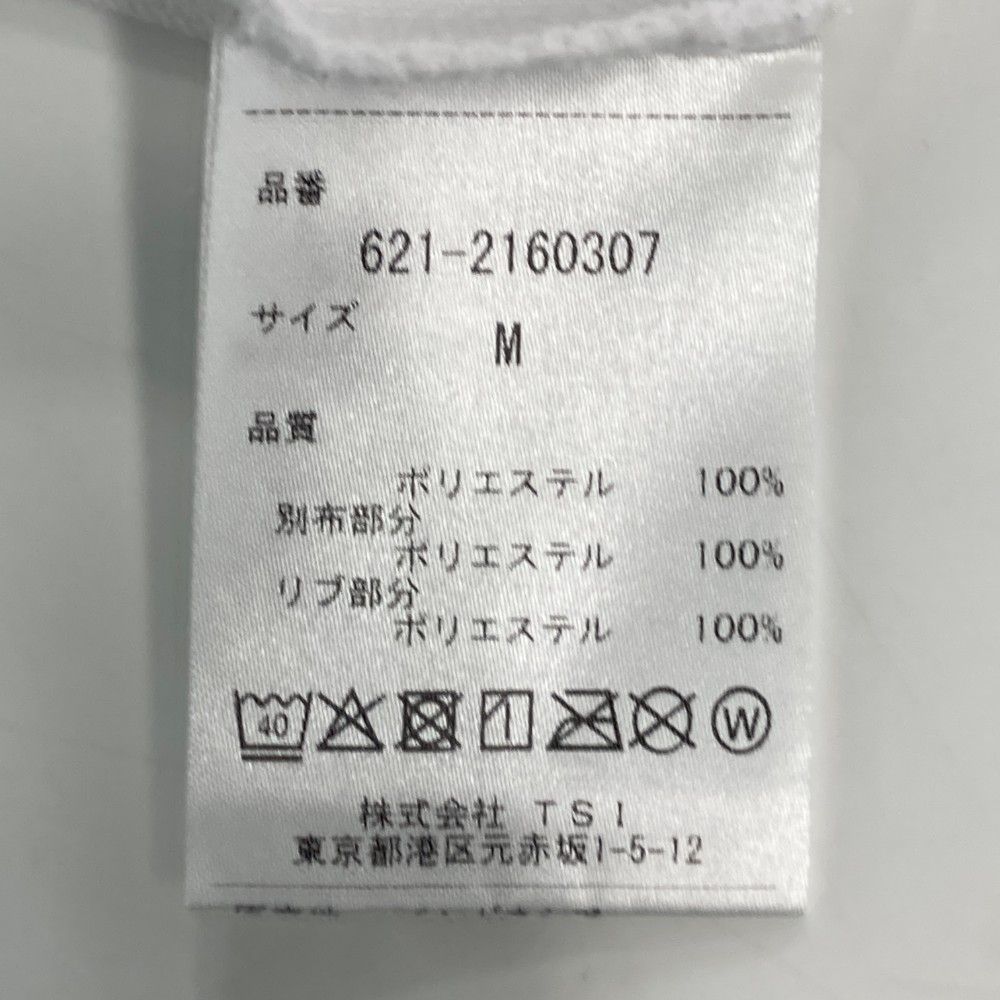 品番
621-2160307
サイズ
M
品質
ポリエステル 100%
別布部分
ポリエステル 100%
リブ部分
ポリエステル 100%
40
W
株式会社 TSI
東京都港区元赤坂1-5-12